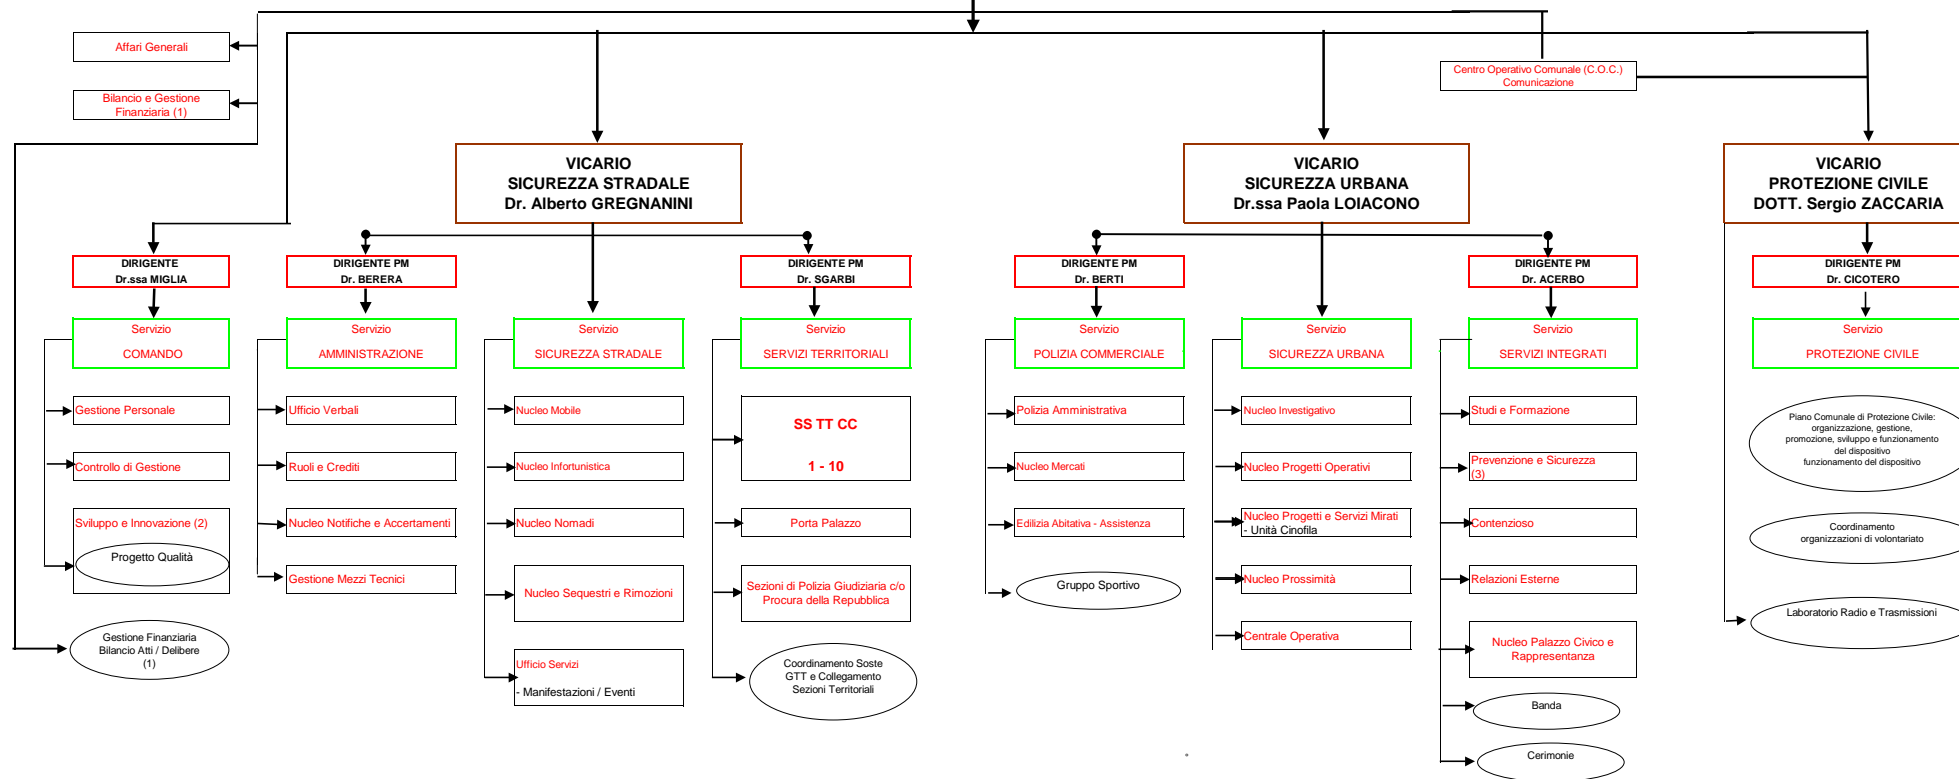 Affari Generali
Bilancio e Gestione
Finanziaria (1)
Centro Operativo Comunale (C.O.C.)
Comunicazione
VICARIO
SICUREZZA STRADALE
Dr. Alberto GREGNANINI
VICARIO
SICUREZZA URBANA
Dr.ssa Paola LOIACONO
VICARIO
PROTEZIONE CIVILE
DOTT. Sergio ZACCARIA
DIRIGENTE
Dr.ssa MIGLIA
DIRIGENTE PM
Dr. BERERA
DIRIGENTE PM
Dr. SGARBI
DIRIGENTE PM
Dr. BERTI
DIRIGENTE PM
Dr. ACERBO
DIRIGENTE PM
Dr. CICOTERO
Servizio
COMANDO
Servizio
AMMINISTRAZIONE
Servizio
SICUREZZA STRADALE
Servizio
SERVIZI TERRITORIALI
Servizio
POLIZIA COMMERCIALE
Servizio
SICUREZZA URBANA
Servizio
SERVIZI INTEGRATI
Servizio
PROTEZIONE CIVILE
Gestione Personale
Controllo di Gestione
Sviluppo e Innovazione (2)
Progetto Qualità
Gestione Finanziaria
Bilancio Atti / Delibere
(1)
Ufficio Verbali
Ruoli e Crediti
Nucleo Notifiche e Accertamenti
Gestione Mezzi Tecnici
Nucleo Mobile
Nucleo Infortunistica
Nucleo Nomadi
Nucleo Sequestri e Rimozioni
Ufficio Servizi
- Manifestazioni / Eventi
SS TT CC
1 - 10
Porta Palazzo
Sezioni di Polizia Giudiziaria c/o
Procura della Repubblica
Coordinamento Soste
GTT e Collegamento
Sezioni Territoriali
Polizia Amministrativa
Nucleo Mercati
Edilizia Abitativa - Assistenza
Gruppo Sportivo
Nucleo Investigativo
Nucleo Progetti Operativi
Nucleo Progetti e Servizi Mirati
- Unità Cinofila
Nucleo Prossimità
Centrale Operativa
Studi e Formazione
Prevenzione e Sicurezza
(3)
Contenzioso
Relazioni Esterne
Nucleo Palazzo Civico e
Rappresentanza
Banda
Cerimonie
Piano Comunale di Protezione Civile:
organizzazione, gestione,
promozione, sviluppo e funzionamento
del dispositivo
funzionamento del dispositivo
Coordinamento
organizzazioni di volontariato
Laboratorio Radio e Trasmissioni